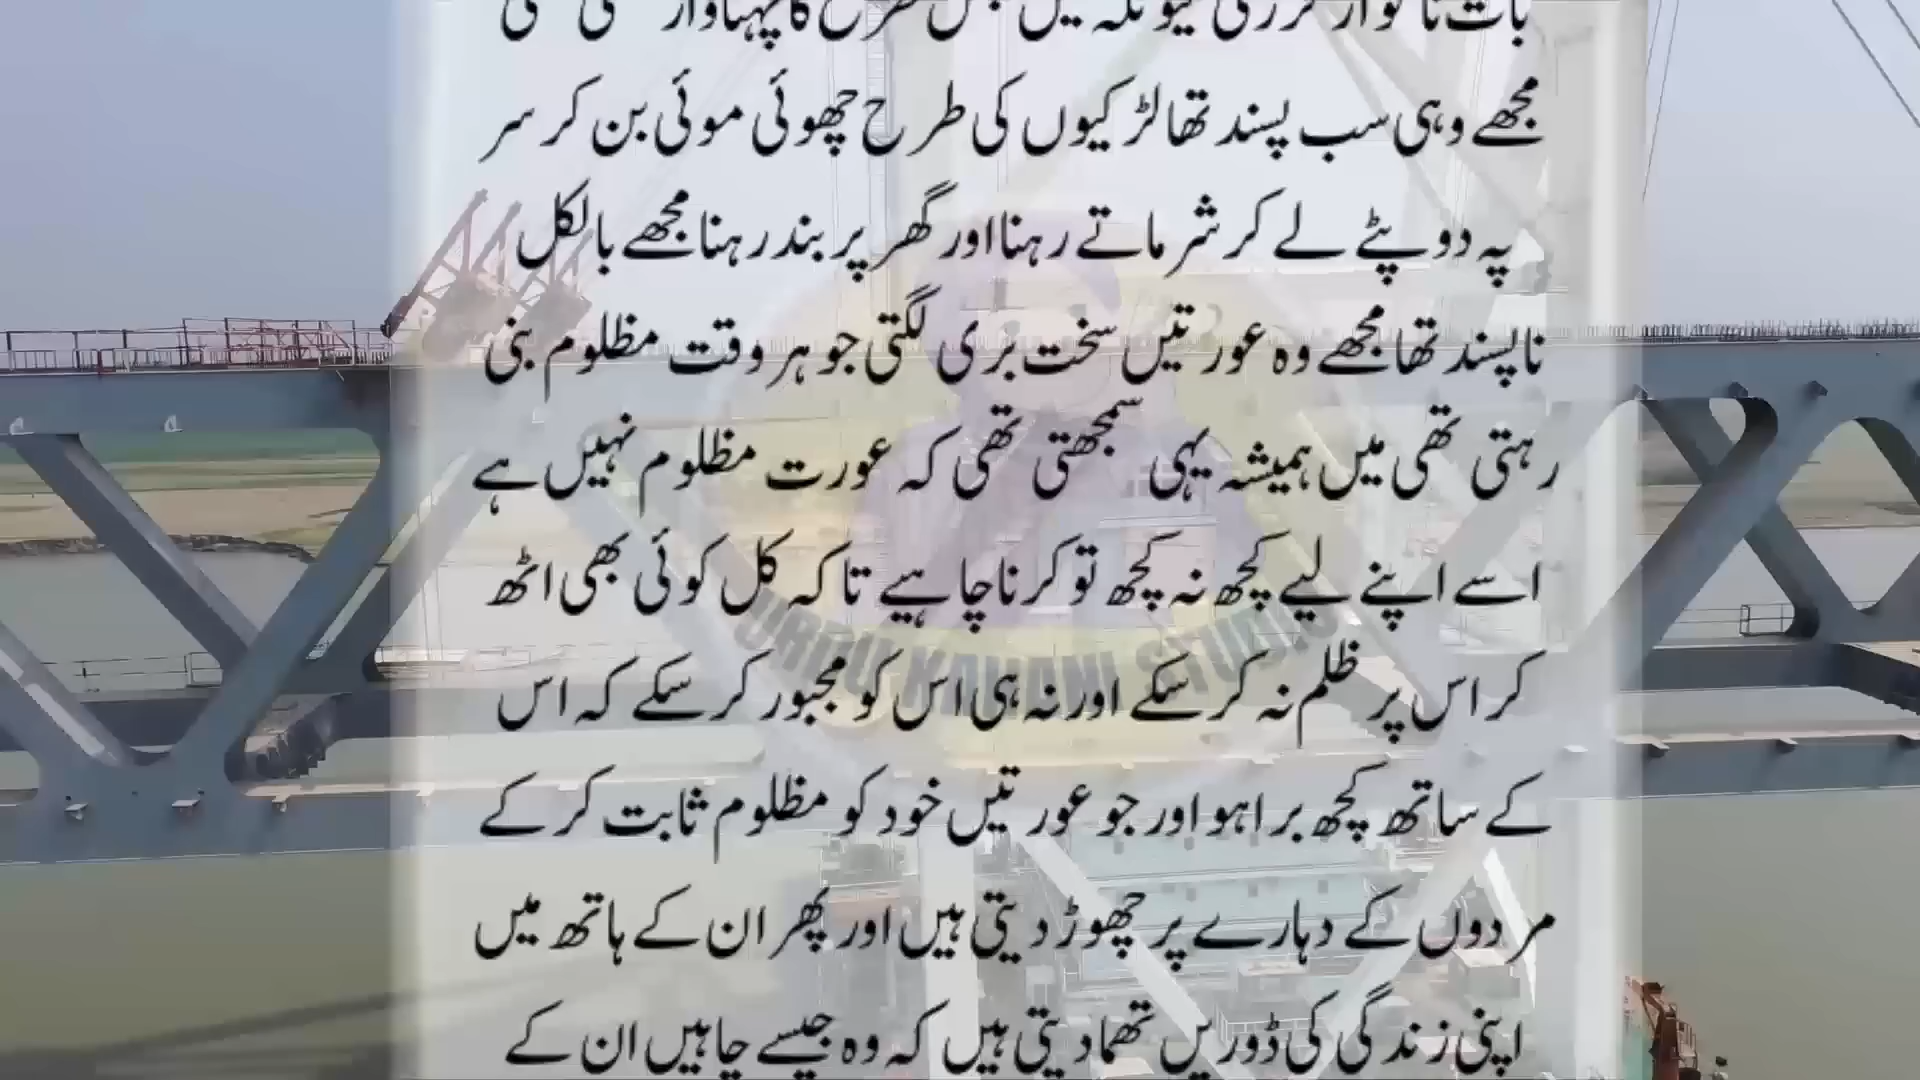 مجھے وہی سب پسند تھا لڑکیوں کی طرح چھوئی موئی بن کر سر
پہ دوپٹے لے کر شرماتے رہنا اور گھر پر بند رہنا مجھے بالکل
ناپسند تھا مجھے وہ عورتیں سخت بری لگتی جو ہر وقت مظلوم بنی
رہتی تھی میں ہمیشہ یہی سمجھتی تھی کہ عورت مظلوم نہیں ہے
اسے اپنے لیے کچھ نہ کچھ تو کرنا چاہیے تاکہ کل کوئی بھی اٹھ
کر اس پر ظلم نہ کر سکے اور نہ ہی اس کو مجبور کر سکے کہ اس
کے ساتھ کچھ برا ہو اور جو عورتیں خود کو مظلوم ثابت کر کے
مردوں کے دہارے پر چھوڑ دیتی ہیں اور پھر ان کے ہاتھ میں
اپنی زندگی کی ڈوریں تھما دیتی ہیں کہ وہ جیسے چاہیں ان کے
URDU KAHANI STUDIO